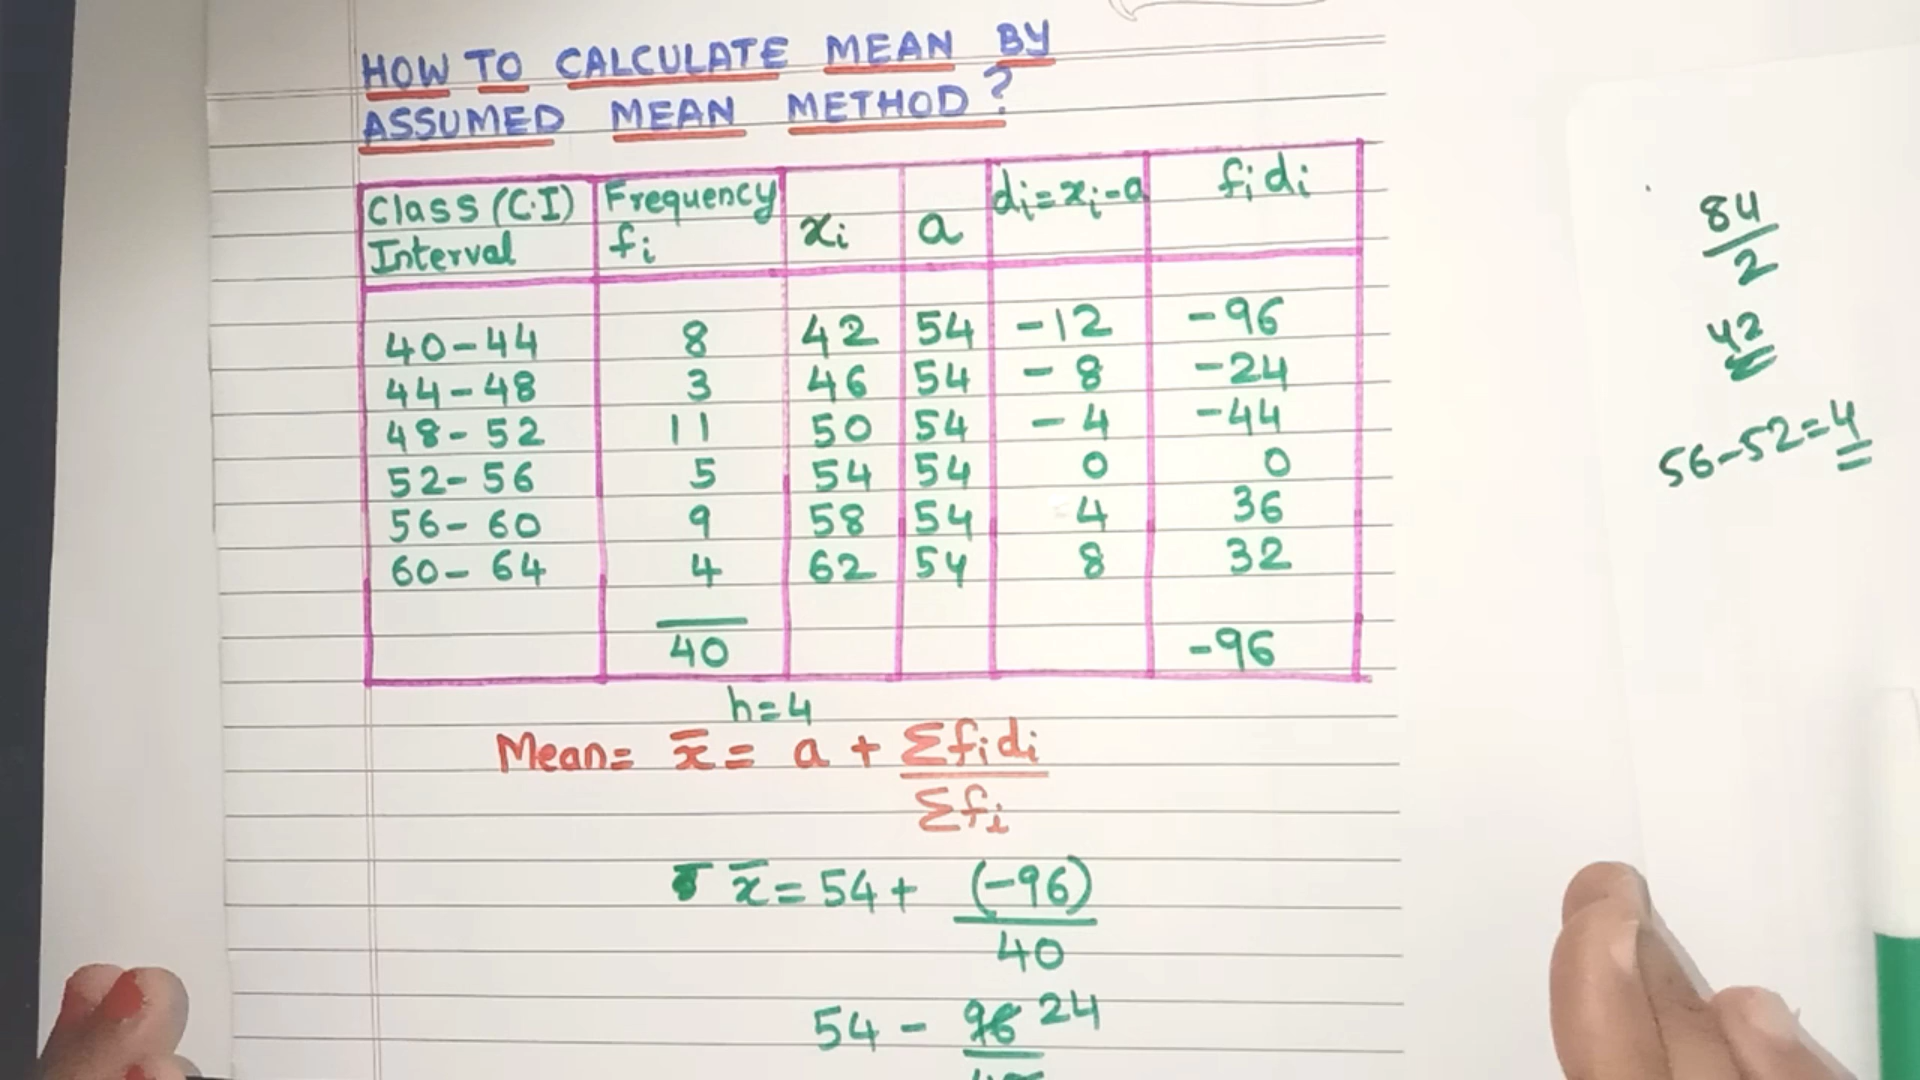 HOW TO CALCULATE MEAN BY
ASSUMED MEAN METHOD?
Class (C.I) Interval Frequency fi xi a di=xi-a fidi
40-44 8 42 54 -12 -96
44-48 3 46 54 -8 -24
48-52 11 50 54 -4 -44
52-56 5 54 54 0 0
56-60 9 58 54 4 36
60-64 4 62 54 8 32
40 -96
h=4
Mean= x̄= a + Σfidi
Σfi
x̄=54+ (-96)
40
54 - 96 24
84
2
42
56-52=4